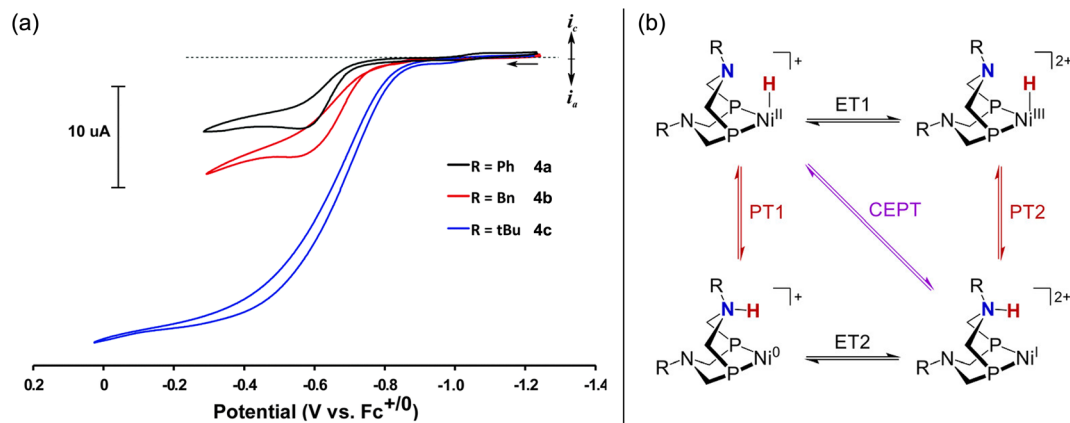 (a)
i_c
i_a
10 uA
R = Ph 4a
R = Bn 4b
R = tBu 4c
0.2 0 -0.2 -0.4 -0.6 -0.8 -1.0 -1.2 -1.4
Potential (V vs. Fc^+/0)
(b)
R
N
H
+
R
N
P
P
Ni^II
ET1
R
N
H
2+
R
N
P
P
Ni^III
PT1
CEPT
PT2
R
N-H
+
R
N
P
P
Ni^0
ET2
R
N-H
2+
R
N
P
P
Ni^I